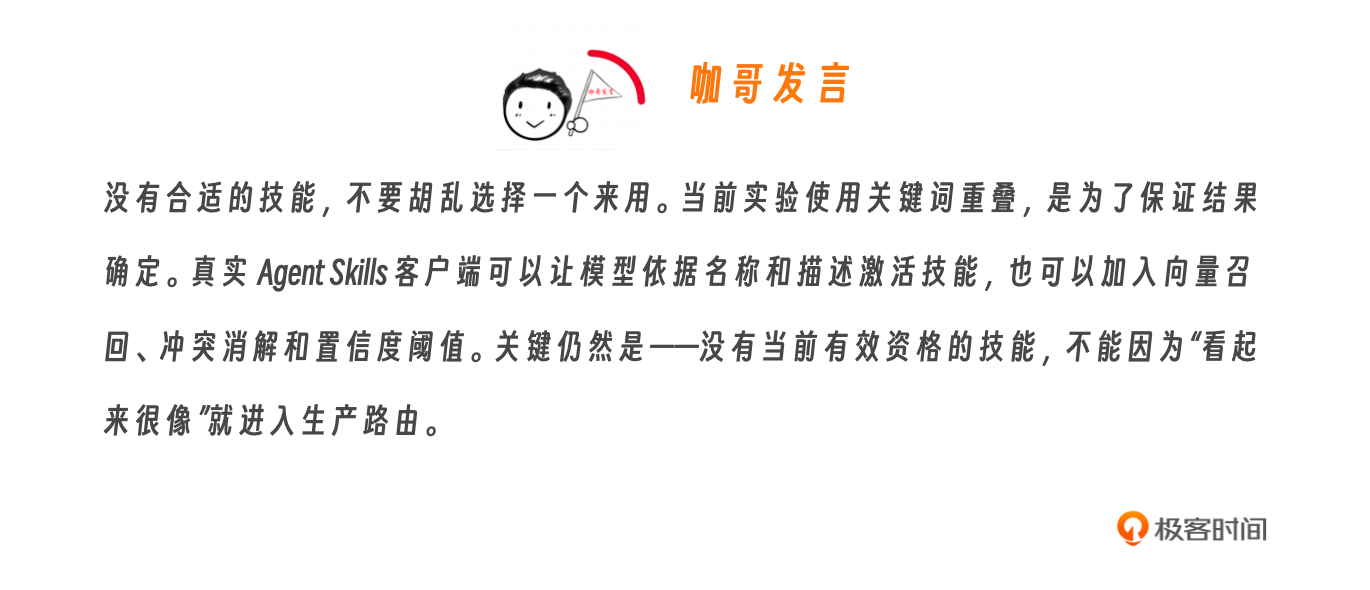 咖哥发言
咖哥发言
没有合适的技能，不要胡乱选择一个来用。当前实验使用关键词重叠，是为了保证结果
确定。真实 Agent Skills 客户端可以让模型依据名称和描述激活技能，也可以加入向量召
回、冲突消解和置信度阈值。关键仍然是——没有当前有效资格的技能，不能因为“看起
来很像”就进入生产路由。
极客时间